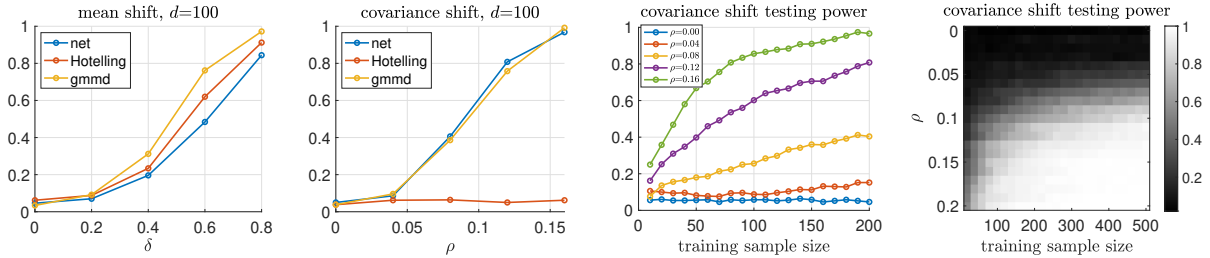 mean shift, d=100
net
Hotelling
gmmd
1
0.8
0.6
0.4
0.2
0
0 0.2 0.4 0.6 0.8
δ
covariance shift, d=100
net
Hotelling
gmmd
1
0.8
0.6
0.4
0.2
0
0 0.05 0.1 0.15
ρ
covariance shift testing power
ρ=0.00
ρ=0.04
ρ=0.08
ρ=0.12
ρ=0.16
1
0.8
0.6
0.4
0.2
0
0 50 100 150 200
training sample size
covariance shift testing power
0
0.05
0.1
0.15
0.2
ρ
100 200 300 400 500
training sample size
1
0.8
0.6
0.4
0.2